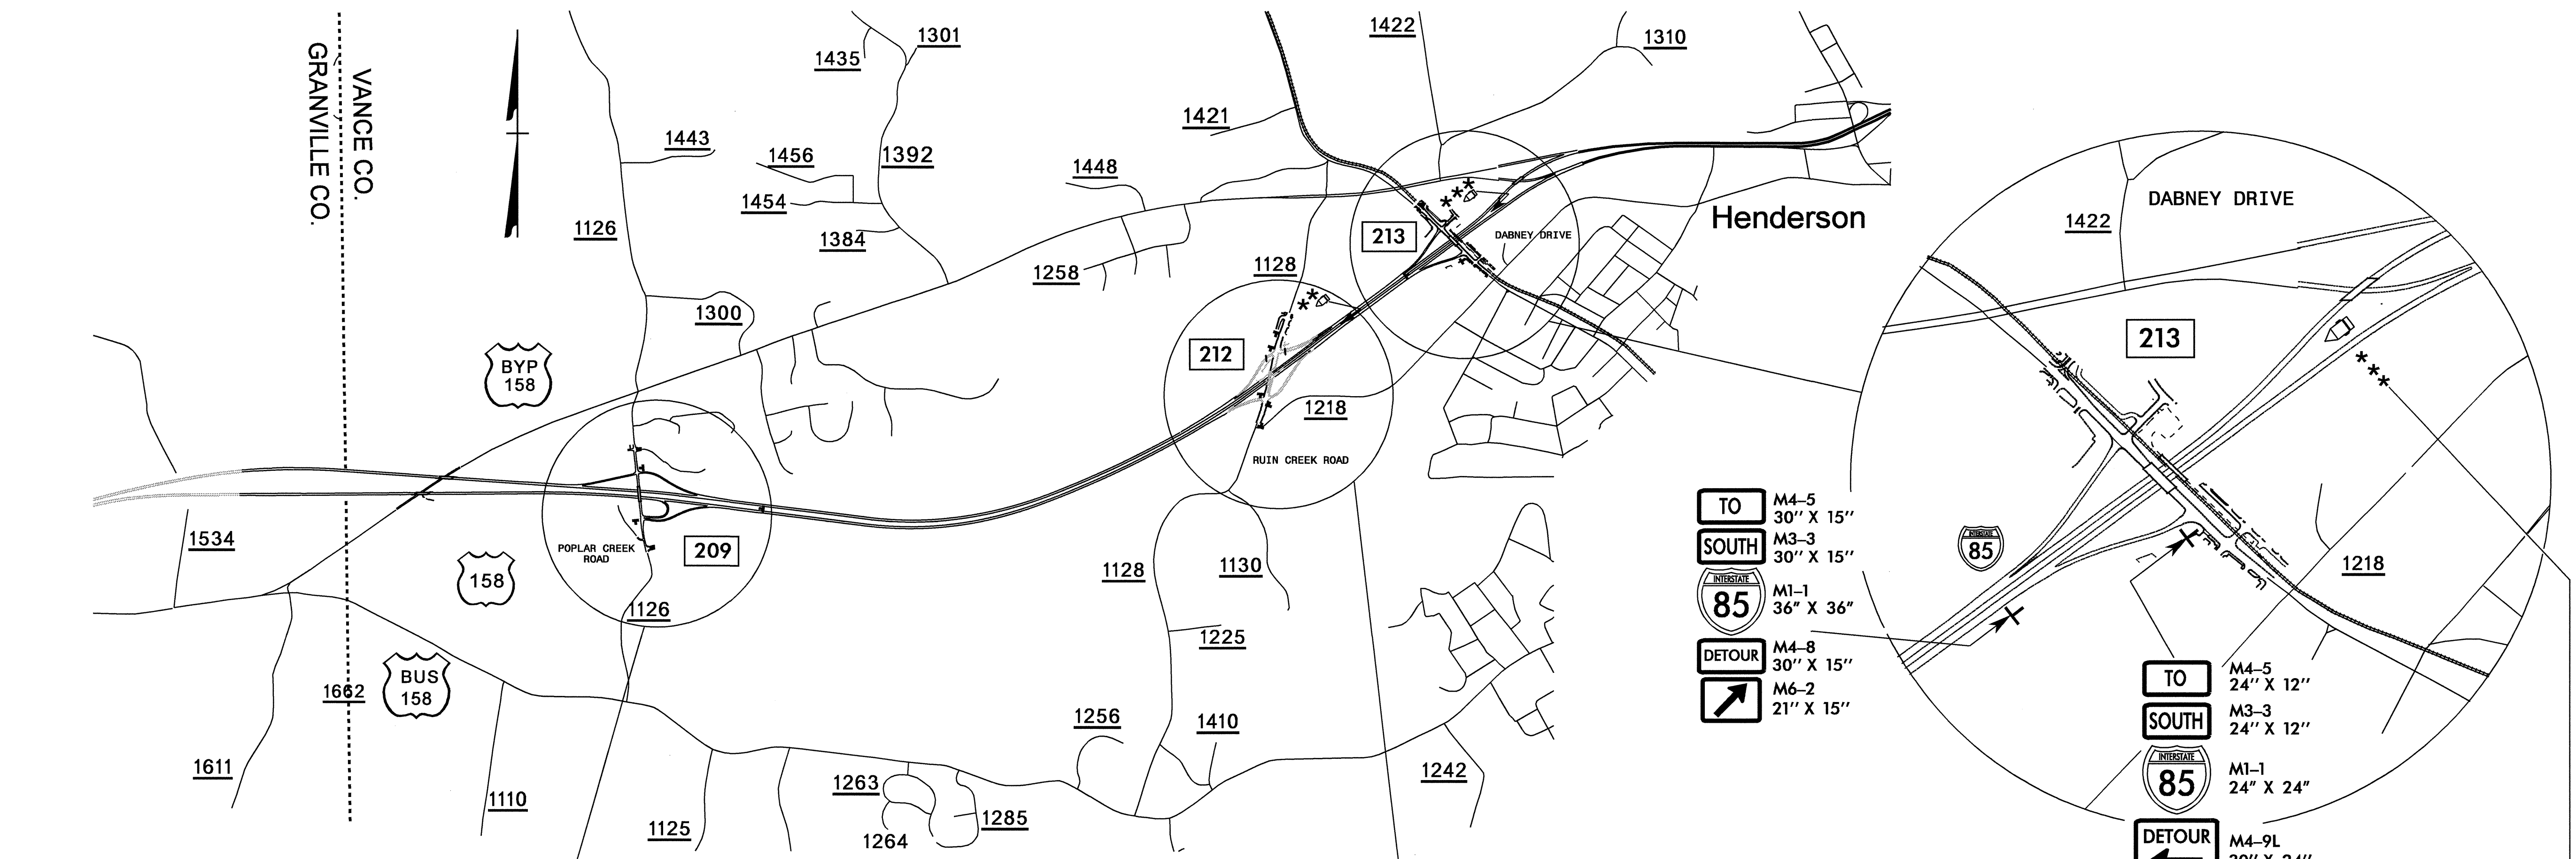 GRANVILLE CO.
VANCE CO.
1435
1301
1422
1310
1443
1456
1392
1421
1448
1454
1384
1126
1258
1128
213
DABNEY DRIVE
Henderson
1300
212
BYP
158
1218
RUIN CREEK ROAD
1534
158
POPLAR CREEK
ROAD
209
1126
1128
1130
1225
1662
BUS
158
1611
1110
1125
1263
1264
1285
1256
1410
1242
DABNEY DRIVE
1422
213
INTERSTATE
85
1218
TO
M4-5
30" X 15"
SOUTH
M3-3
30" X 15"
INTERSTATE
85
M1-1
36" X 36"
DETOUR
M4-8
30" X 15"
M6-2
21" X 15"
TO
M4-5
24" X 12"
SOUTH
M3-3
24" X 12"
INTERSTATE
85
M1-1
24" X 24"
DETOUR
M4-9L